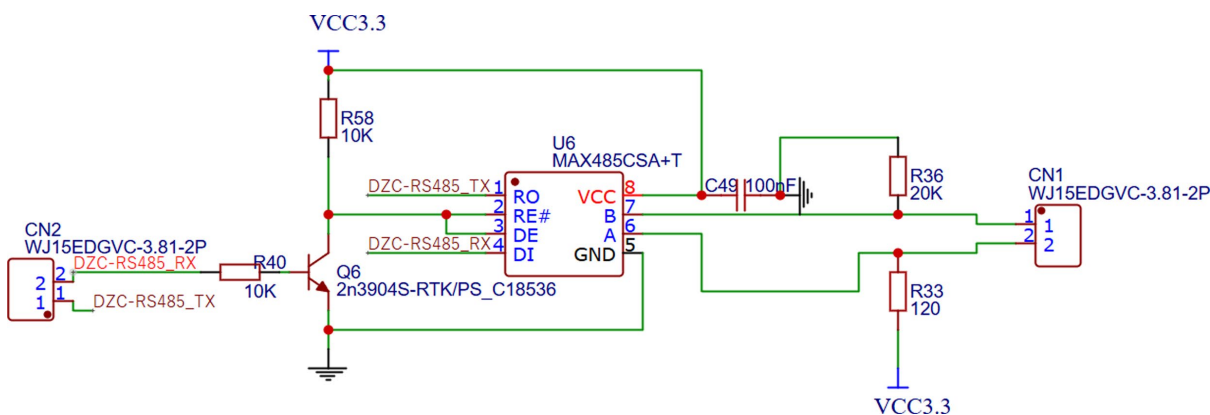 VCC3.3
R58
10K
U6
MAX485CSA+T
DZC-RS485_TX
1
RO
VCC
8
C49
100nF
R36
20K
CN1
WJ15EDGVC-3.81-2P
2
RE#
B
7
1
1
3
DE
A
6
2
2
DZC-RS485_RX
4
DI
GND
5
CN2
WJ15EDGVC-3.81-2P
2
2
DZC-RS485_RX
R40
10K
Q6
2n3904S-RTK/PS_C18536
1
1
DZC-RS485_TX
R33
120
VCC3.3